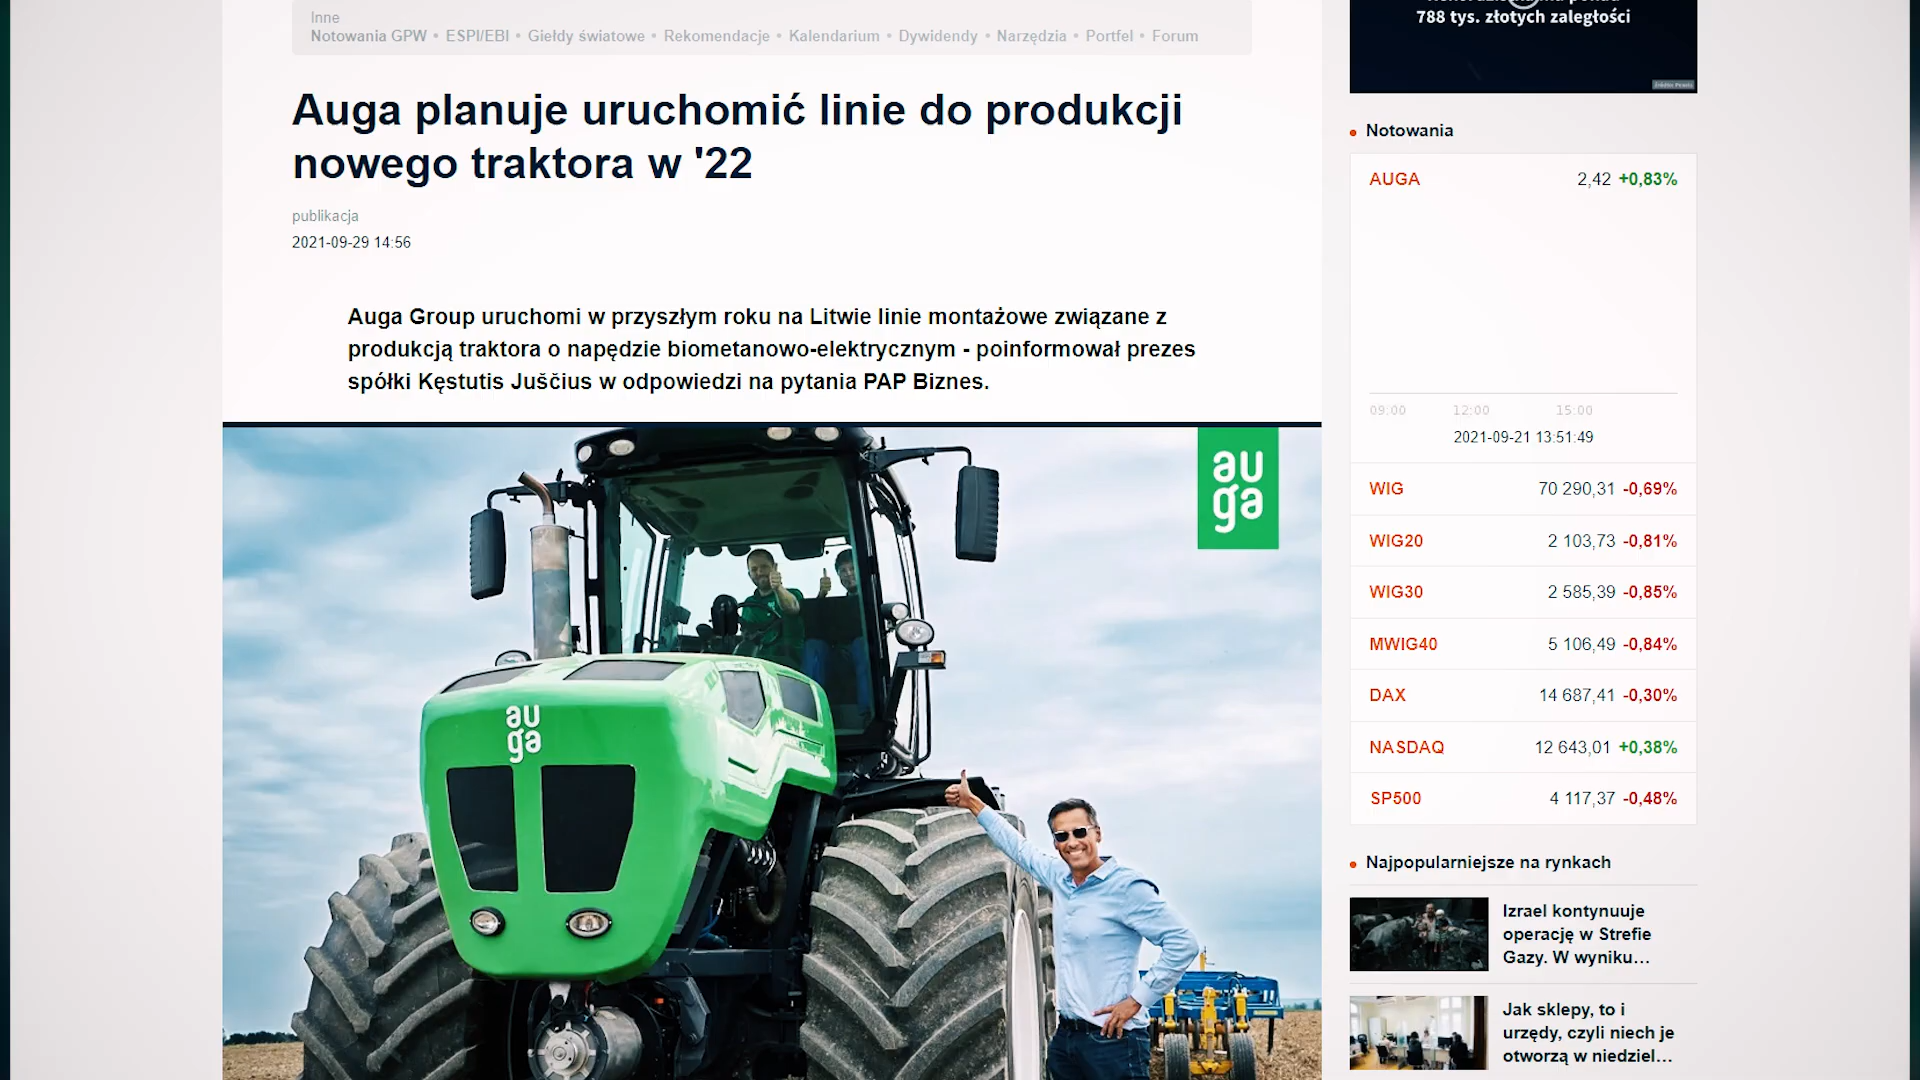 Inne
Notowania GPW • ESPI/EBI • Giełdy światowe • Rekomendacje • Kalendarium • Dywidendy • Narzędzia • Portfel • Forum
Auga planuje uruchomić linie do produkcji
nowego traktora w '22
publikacja
2021-09-29 14:56
Auga Group uruchomi w przyszłym roku na Litwie linie montażowe związane z
produkcją traktora o napędzie biometanowo-elektrycznym - poinformował prezes
spółki Kęstutis Juščius w odpowiedzi na pytania PAP Biznes.
au
ga
au
ga
788 tys. złotych zaległości
Notowania
AUGA 2,42 +0,83%
09:00 12:00 15:00
2021-09-21 13:51:49
WIG 70 290,31 -0,69%
WIG20 2 103,73 -0,81%
WIG30 2 585,39 -0,85%
MWIG40 5 106,49 -0,84%
DAX 14 687,41 -0,30%
NASDAQ 12 643,01 +0,38%
SP500 4 117,37 -0,48%
Najpopularniejsze na rynkach
Izrael kontynuuje
operację w Strefie
Gazy. W wyniku...
Jak sklepy, to i
urzędy, czyli niech je
otworzą w niedziel...